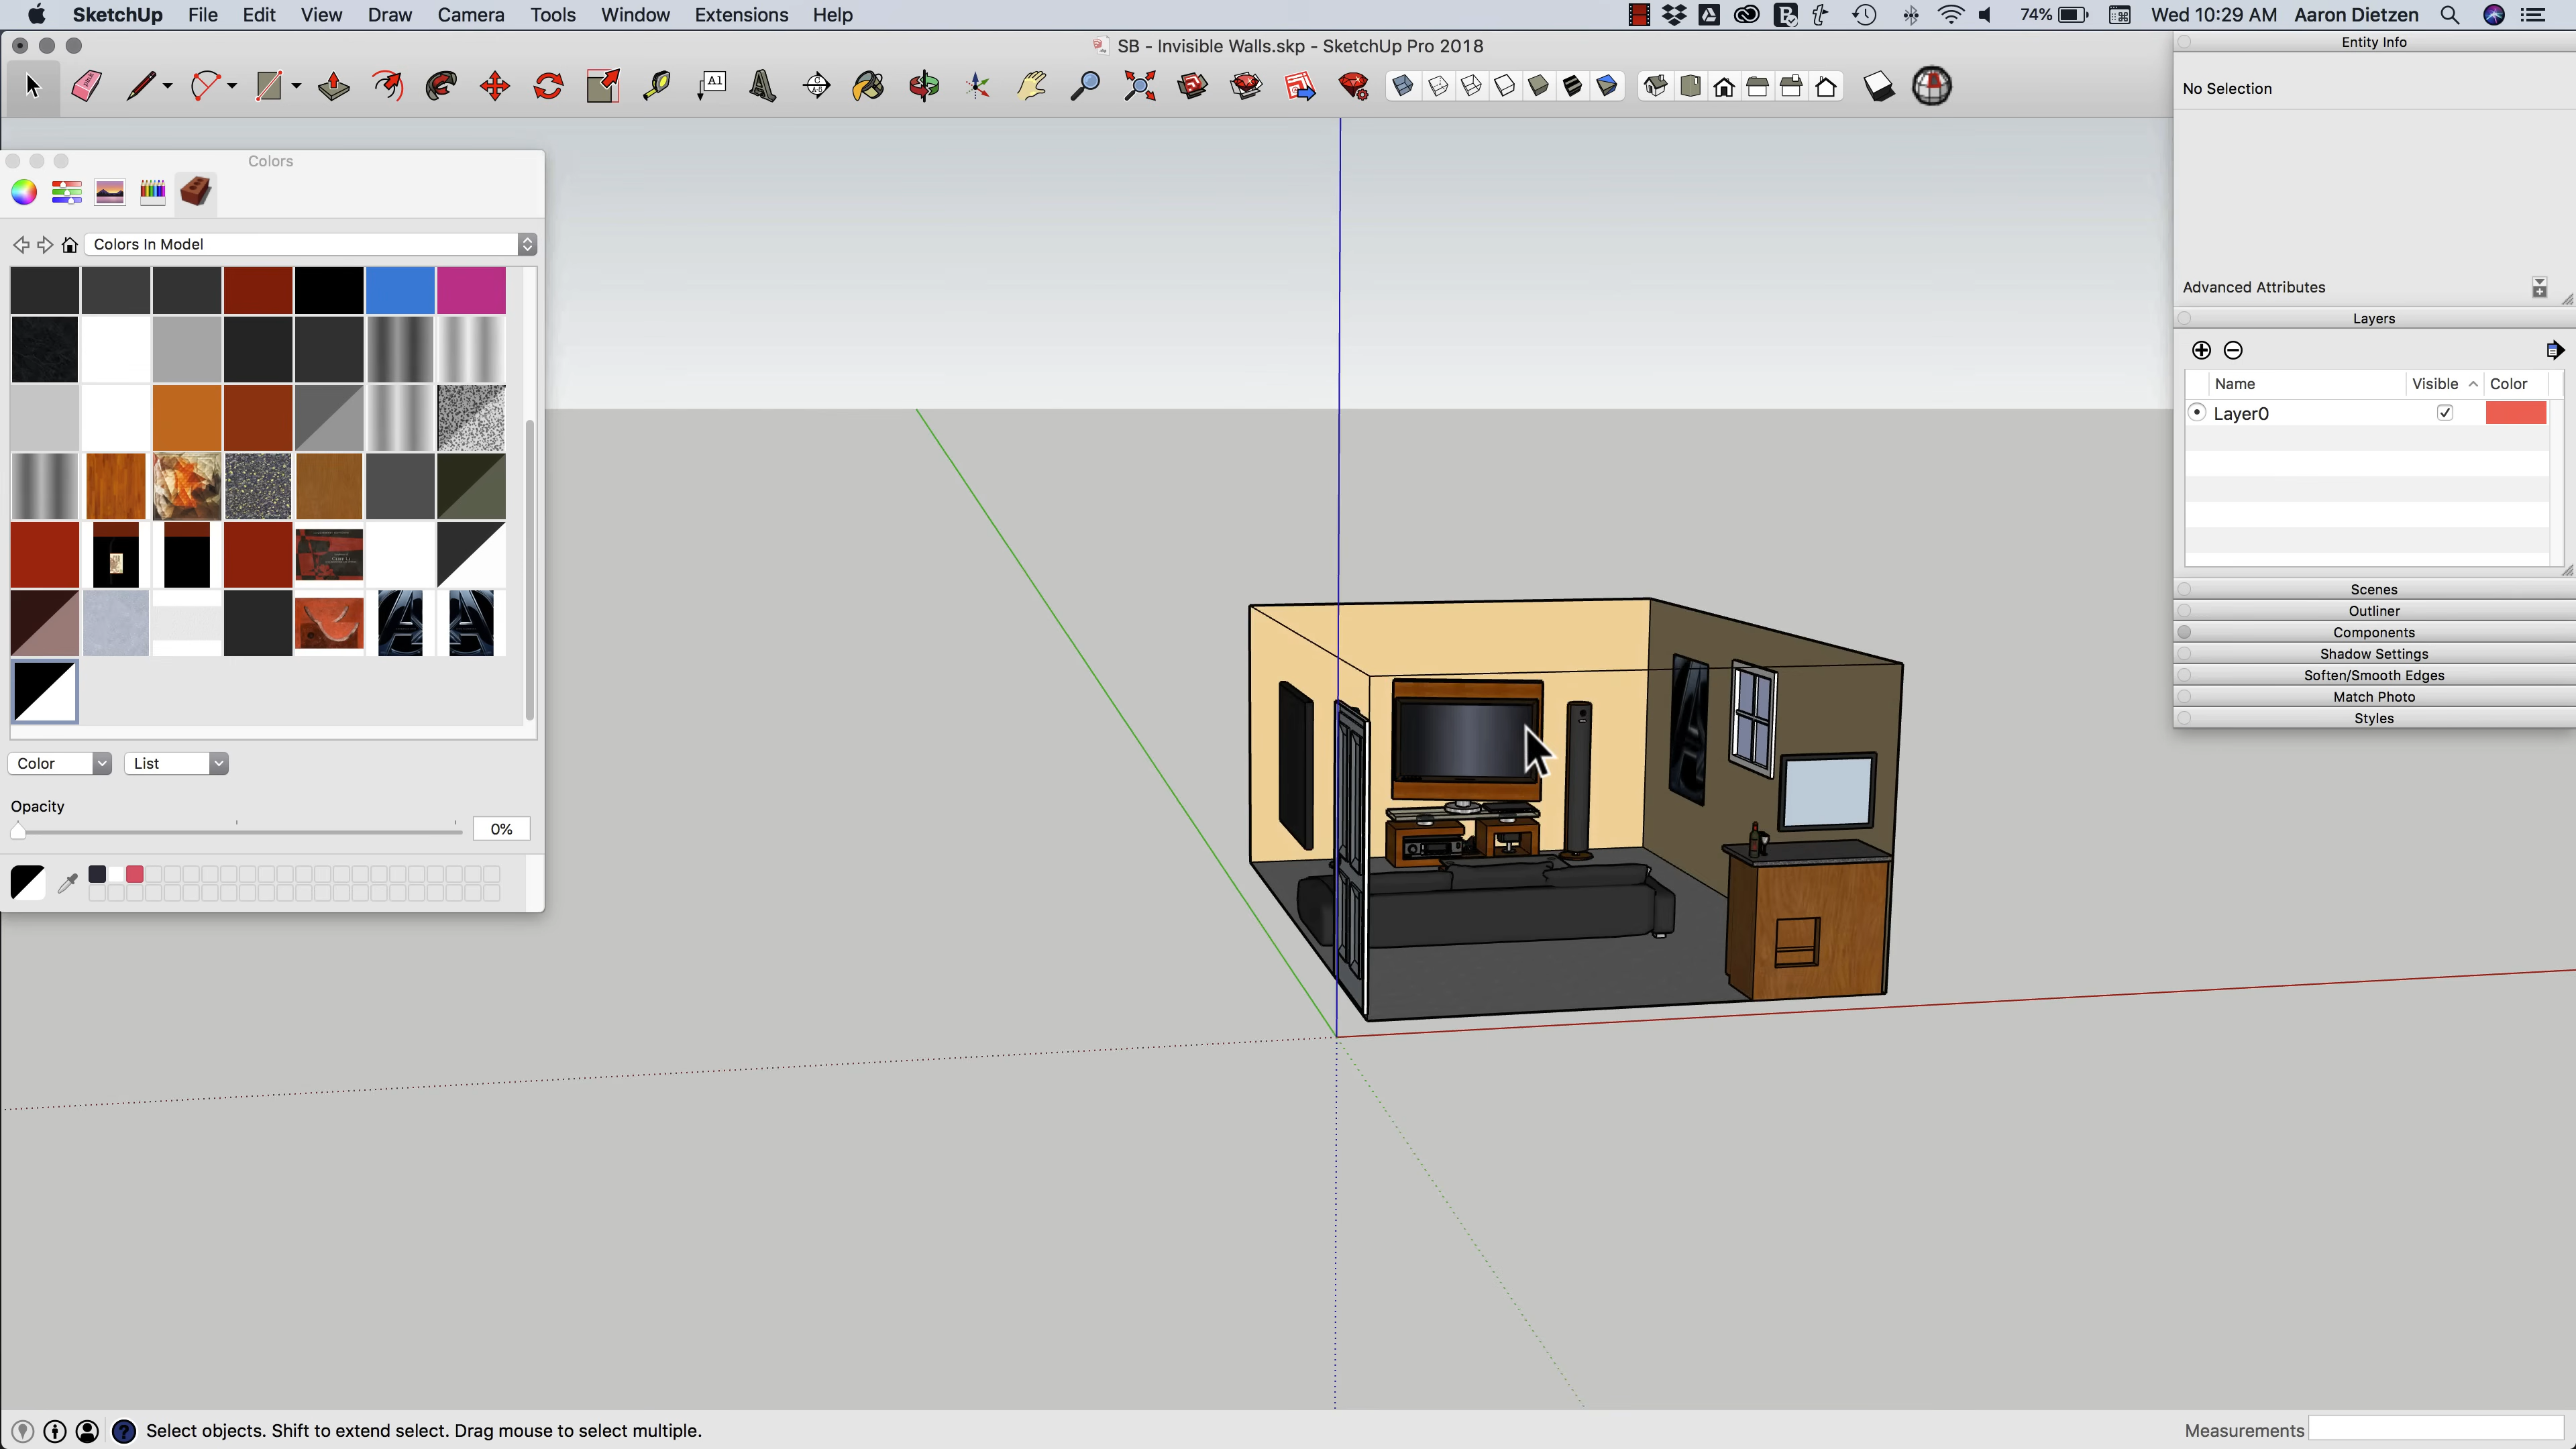 SketchUp File Edit View Draw Camera Tools Window Extensions Help 74% Wed 10:29 AM Aaron Dietzen
SB - Invisible Walls.skp - SketchUp Pro 2018
Entity Info
No Selection
Advanced Attributes
Layers
Name Visible Color
Layer0
Scenes
Outliner
Components
Shadow Settings
Soften/Smooth Edges
Match Photo
Styles
Colors
Colors In Model
Color List
Opacity
0%
Select objects. Shift to extend select. Drag mouse to select multiple.
Measurements